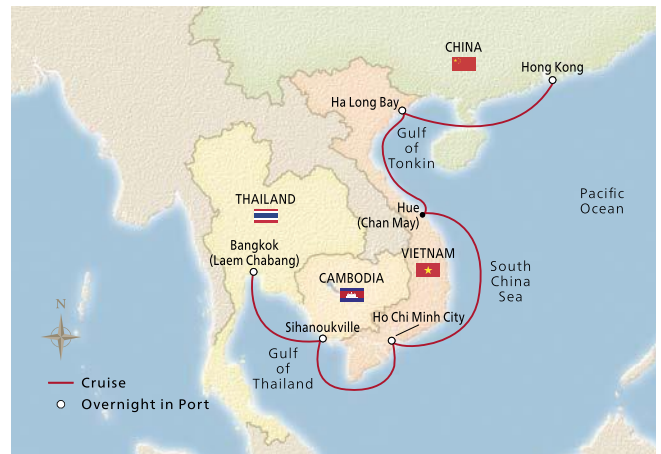 CHINA
Hong Kong
Ha Long Bay
Gulf
of
Tonkin
Pacific
Ocean
THAILAND
Hue
(Chan May)
Bangkok
(Laem Chabang)
VIETNAM
CAMBODIA
South
China
Sea
N
Ho Chi Minh City
Sihanoukville
Gulf
of
Thailand
Cruise
Overnight in Port